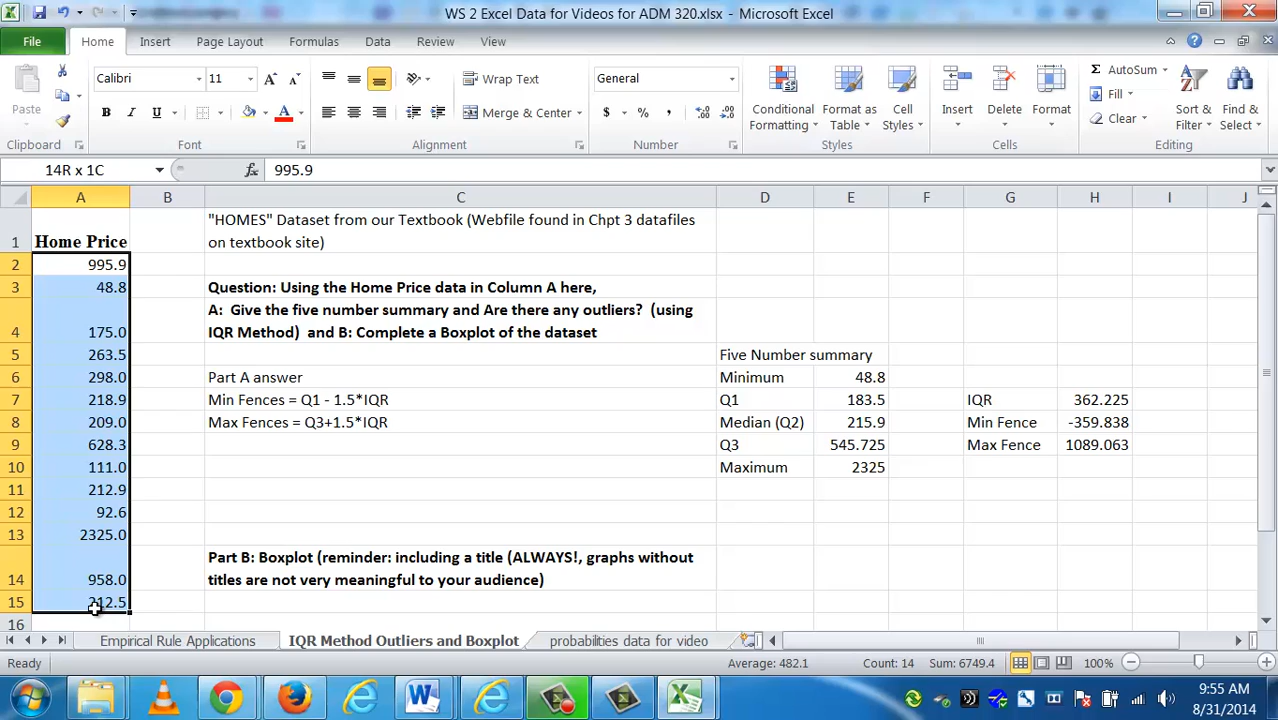 WS 2 Excel Data for Videos for ADM 320.xlsx - Microsoft Excel
File Home Insert Page Layout Formulas Data Review View
Paste
Calibri 11
B I U A
Wrap Text
Merge & Center
General
$ % ,
Conditional Formatting
Format as Table
Cell Styles
Insert
Delete
Format
AutoSum
Fill
Clear
Sort & Filter
Find & Select
Clipboard Font Alignment Number Styles Cells Editing
14R x 1C fx 995.9
A B C D E F G H I J
1 Home Price "HOMES" Dataset from our Textbook (Webfile found in Chpt 3 datafiles
on textbook site)
2 995.9
3 48.8 Question: Using the Home Price data in Column A here,
A: Give the five number summary and Are there any outliers? (using
4 175.0 IQR Method) and B: Complete a Boxplot of the dataset
5 263.5 Five Number summary
6 298.0 Part A answer Minimum 48.8
7 218.9 Min Fences = Q1 - 1.5*IQR Q1 183.5 IQR 362.225
8 209.0 Max Fences = Q3+1.5*IQR Median (Q2) 215.9 Min Fence -359.838
9 628.3 Q3 545.725 Max Fence 1089.063
10 111.0 Maximum 2325
11 212.9
12 92.6
13 2325.0
Part B: Boxplot (reminder: including a title (ALWAYS!, graphs without
14 958.0 titles are not very meaningful to your audience)
15 212.5
16
Empirical Rule Applications IQR Method Outliers and Boxplot probabilities data for video
Ready Average: 482.1 Count: 14 Sum: 6749.4 100%
9:55 AM
8/31/2014